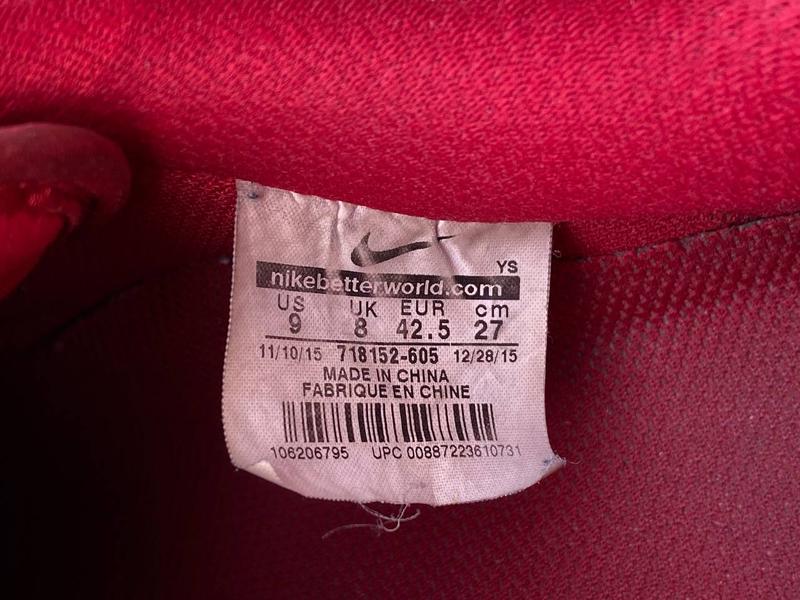 YS
nikebetterworld.com
US UK EUR cm
9 8 42.5 27
11/10/15 718152-605 12/28/15
MADE IN CHINA
FABRIQUE EN CHINE
106206795 UPC 00887223610731